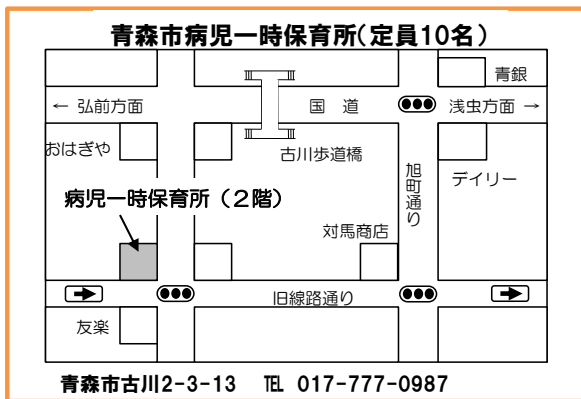 青森市病児一時保育所(定員10名)
青銀
← 弘前方面
国 道
浅虫方面 →
おはぎや
古川歩道橋
旭町通り
デイリー
病児一時保育所(2階)
対馬商店
旧線路通り
友楽
青森市古川2-3-13 ℡ 017-777-0987